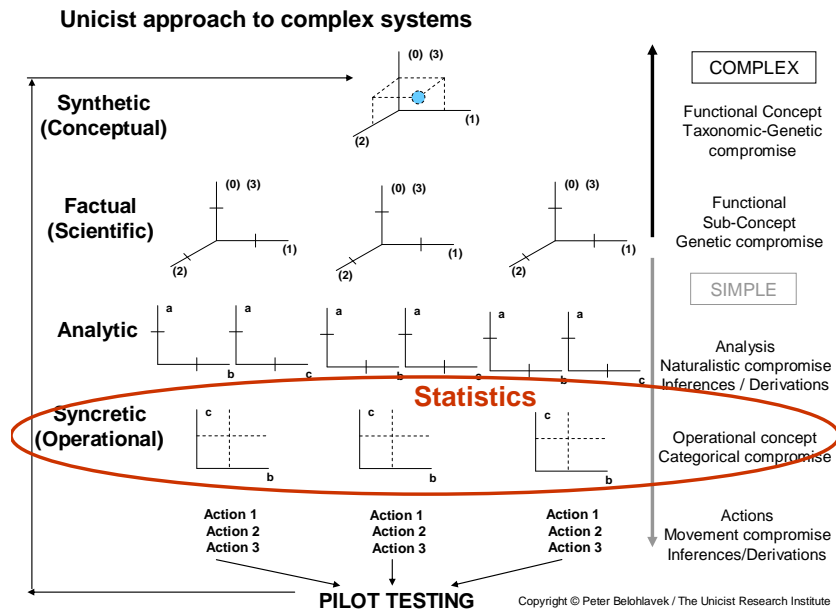 Unicist approach to complex systems
(0) (3)
COMPLEX
Synthetic
(Conceptual)
(1)
(2)
Functional Concept
Taxonomic-Genetic
compromise
(0) (3)
(0) (3)
(0) (3)
Factual
(Scientific)
(1)
(1)
(1)
(2)
(2)
(2)
Functional
Sub-Concept
Genetic compromise
SIMPLE
a
a
a
a
a
a
Analytic
b
c
b
c
b
c
Analysis
Naturalistic compromise
Inferences / Derivations
Statistics
Syncretic
(Operational)
c
c
c
b
b
b
Operational concept
Categorical compromise
Action 1
Action 2
Action 3
Action 1
Action 2
Action 3
Action 1
Action 2
Action 3
Actions
Movement compromise
Inferences/Derivations
PILOT TESTING
Copyright © Peter Belohlavek / The Unicist Research Institute